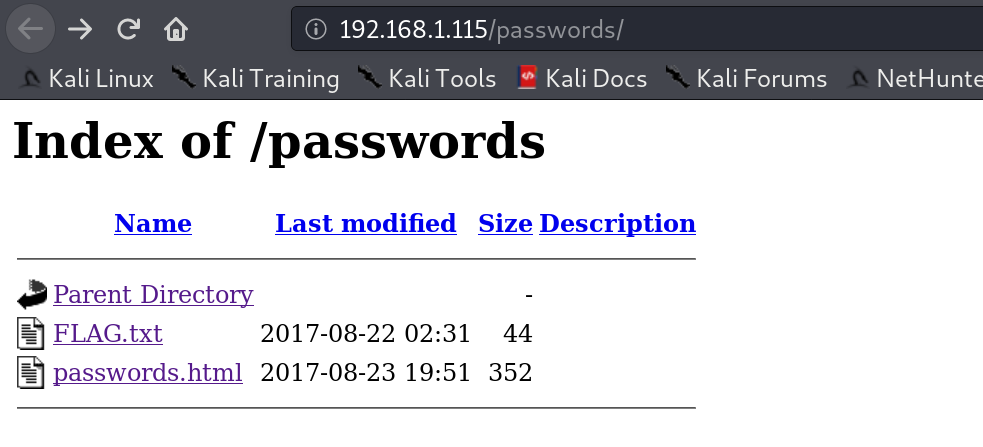 192.168.1.115/passwords/
Kali Linux Kali Training Kali Tools Kali Docs Kali Forums NetHunte
Index of /passwords
Name Last modified Size Description
Parent Directory -
FLAG.txt 2017-08-22 02:31 44
passwords.html 2017-08-23 19:51 352